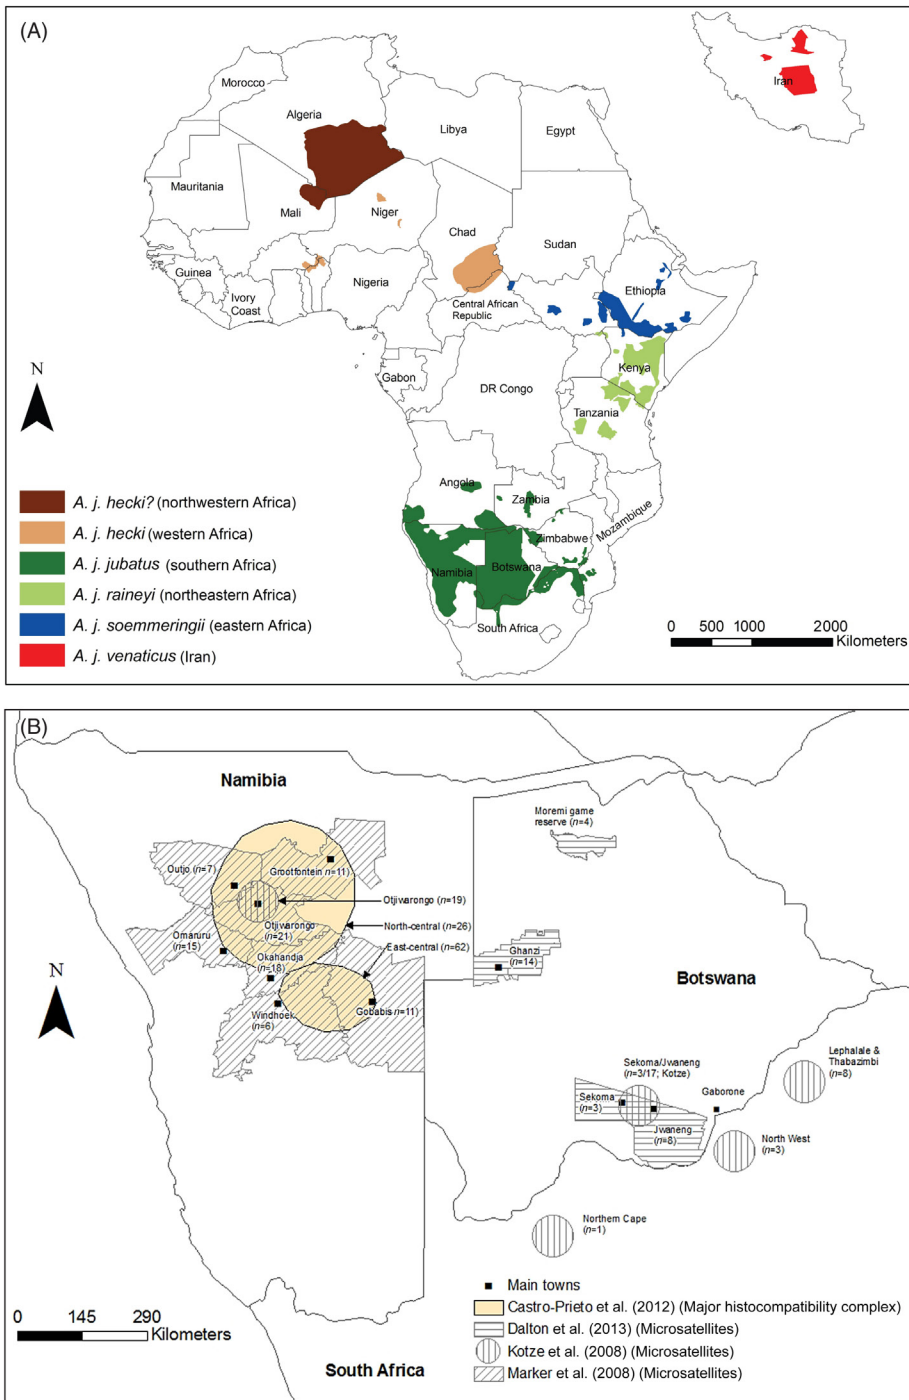 (A)
Morocco
Algeria
Libya
Egypt
Iran
Mauritania
Mali
Niger
Chad
Sudan
Guinea
Ivory
Coast
Nigeria
Central African
Republic
Ethiopia
Gabon
DR Congo
Kenya
Tanzania
N
Angola
Zambia
Mozambique
Zimbabwe
Namibia
Botswana
South Africa
A. j. hecki? (northwestern Africa)
A. j. hecki (western Africa)
A. j. jubatus (southern Africa)
A. j. raineyi (northeastern Africa)
A. j. soemmeringii (eastern Africa)
A. j. venaticus (Iran)
0 500 1000 2000
Kilometers
(B)
Namibia
Moremi game
reserve (n=4)
Outjo (n=7)
Grootfontein n=11)
Otjiwarongo (n=19)
North-central (n=26)
East-central (n=62)
Omaruru
(n=15)
Otjiwarongo
(n=21)
Okahandja
(n=18)
Windhoek
(n=6)
Gobabis n=11)
Ghanzi
(n=14)
Botswana
N
Sekoma/Jwaneng
(n=3/17; Kotze)
Gaborone
Lephalale &
Thabazimbi
(n=8)
Sekoma
(n=3)
Jwaneng
(n=8)
North West
(n=3)
Northern Cape
(n=1)
Main towns
Castro-Prieto et al. (2012) (Major histocompatibility complex)
Dalton et al. (2013) (Microsatellites)
Kotze et al. (2008) (Microsatellites)
Marker et al. (2008) (Microsatellites)
0 145 290
Kilometers
South Africa